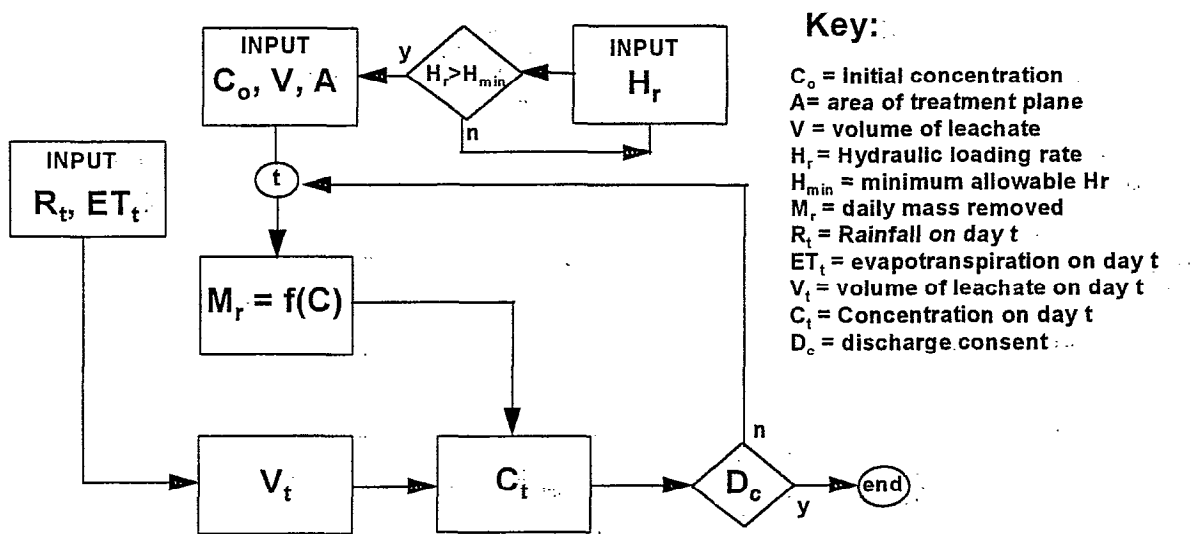 INPUT
Cₒ, V, A
y
Hᵣ>Hₘᵢₙ
n
INPUT
Hᵣ
INPUT
Rₜ, ETₜ
t
Mᵣ = f(C)
Vₜ
Cₜ
n
D꜀
y
end
Key:
Cₒ = Initial concentration
A= area of treatment plane
V = volume of leachate
Hᵣ = Hydraulic loading rate
Hₘᵢₙ = minimum allowable Hr
Mᵣ = daily mass removed
Rₜ = Rainfall on day t
ETₜ = evapotranspiration on day t
Vₜ = volume of leachate on day t
Cₜ = Concentration on day t
D꜀ = discharge consent